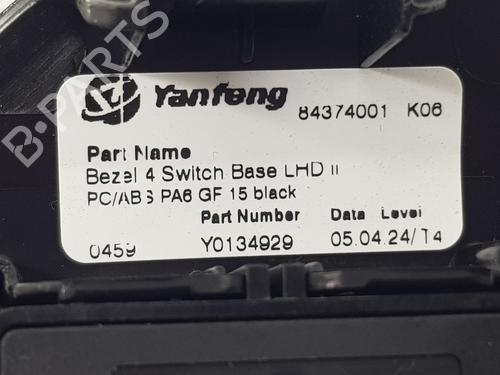 Yanfeng
84374001 K06
Part Name
Bezel 4 Switch Base LHD II
PC/ABS PA6 GF 15 black
Part Number Data Level
0459 Y0134929 05.04.24/T4
B-PARTS